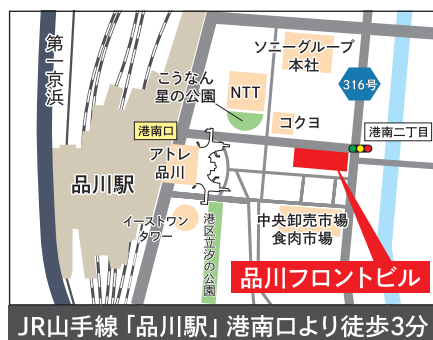 第一京浜
ソニーグループ
本社
こうなん
星の公園
NTT
316号
コクヨ
港南口
港南二丁目
アトレ
品川
品川駅
イーストワン
タワー
港区立汐の公園
中央卸売市場
食肉市場
品川フロントビル
JR山手線「品川駅」港南口より徒歩3分